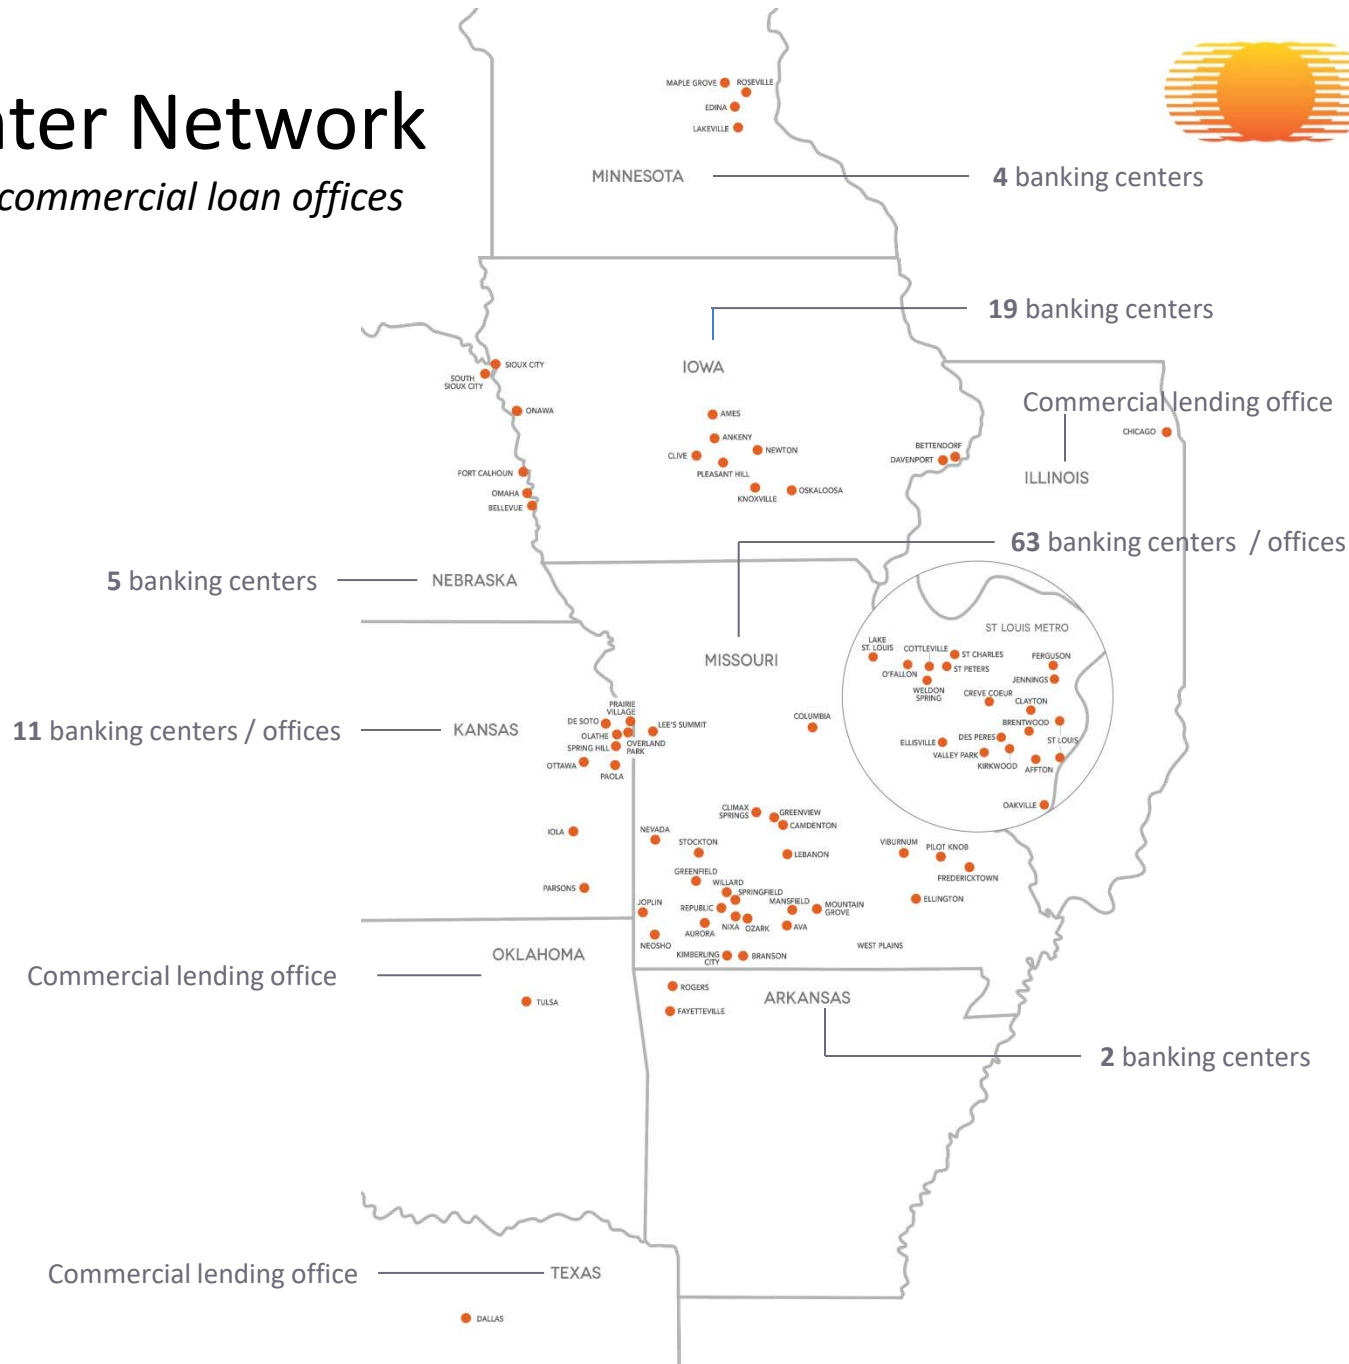 nter Network
commercial loan offices
MAPLE GROVE
ROSEVILLE
EDINA
LAKEVILLE
MINNESOTA
4 banking centers
19 banking centers
IOWA
SIOUX CITY
SOUTH
SIOUX CITY
ONAWA
AMES
ANKENY
CLIVE
NEWTON
PLEASANT HILL
KNOXVILLE
OSKALOOSA
BETTENDORF
DAVENPORT
Commercial lending office
CHICAGO
ILLINOIS
FORT CALHOUN
OMAHA
BELLEVUE
63 banking centers / offices
5 banking centers
NEBRASKA
MISSOURI
ST LOUIS METRO
LAKE
ST. LOUIS
COTTLEVILLE
ST CHARLES
O'FALLON
ST PETERS
WELDON
SPRING
FERGUSON
JENNINGS
CREVE COEUR
CLAYTON
BRENTWOOD
DES PERES
ST LOUIS
ELLISVILLE
VALLEY PARK
KIRKWOOD
AFFTON
OAKVILLE
11 banking centers / offices
KANSAS
PRAIRIE
VILLAGE
DE SOTO
LEE'S SUMMIT
OLATHE
OVERLAND
PARK
SPRING HILL
OTTAWA
PAOLA
COLUMBIA
IOLA
PARSONS
CLIMAX
SPRINGS
GREENVIEW
CAMDENTON
NEVADA
STOCKTON
LEBANON
VIBURNUM
PILOT KNOB
FREDERICKTOWN
GREENFIELD
WILLARD
SPRINGFIELD
MANSFIELD
ELLINGTON
JOPLIN
REPUBLIC
MOUNTAIN
GROVE
NIXA
OZARK
AVA
AURORA
NEOSHO
WEST PLAINS
KIMBERLING
CITY
BRANSON
OKLAHOMA
Commercial lending office
TULSA
ROGERS
ARKANSAS
FAYETTEVILLE
2 banking centers
Commercial lending office
TEXAS
DALLAS